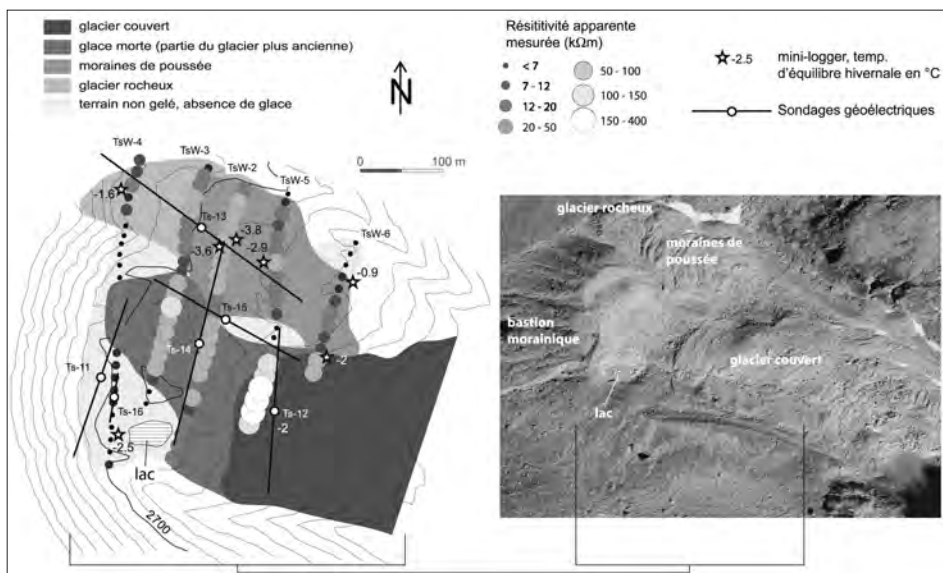 glacier couvert
glace morte (partie du glacier plus ancienne)
moraines de poussée
glacier rocheux
terrain non gelé, absence de glace
N
Résititivité apparente
mesurée (kΩm)
< 7
7 - 12
12 - 20
20 - 50
50 - 100
100 - 150
150 - 400
-2.5
mini-logger, temp.
d'équilibre hivernale en °C
Sondages géoélectriques
0 100 m
TsW-4
TsW-3
TsW-2
TsW-5
TsW-6
-1.6
Ts-13
-3.8
-3.6
-2.9
-0.9
Ts-15
Ts-14
-2
Ts-11
Ts-16
Ts-12
-2
-2.5
lac
2700
glacier rocheux
moraines de
poussée
bastion
morainique
glacier couvert
lac